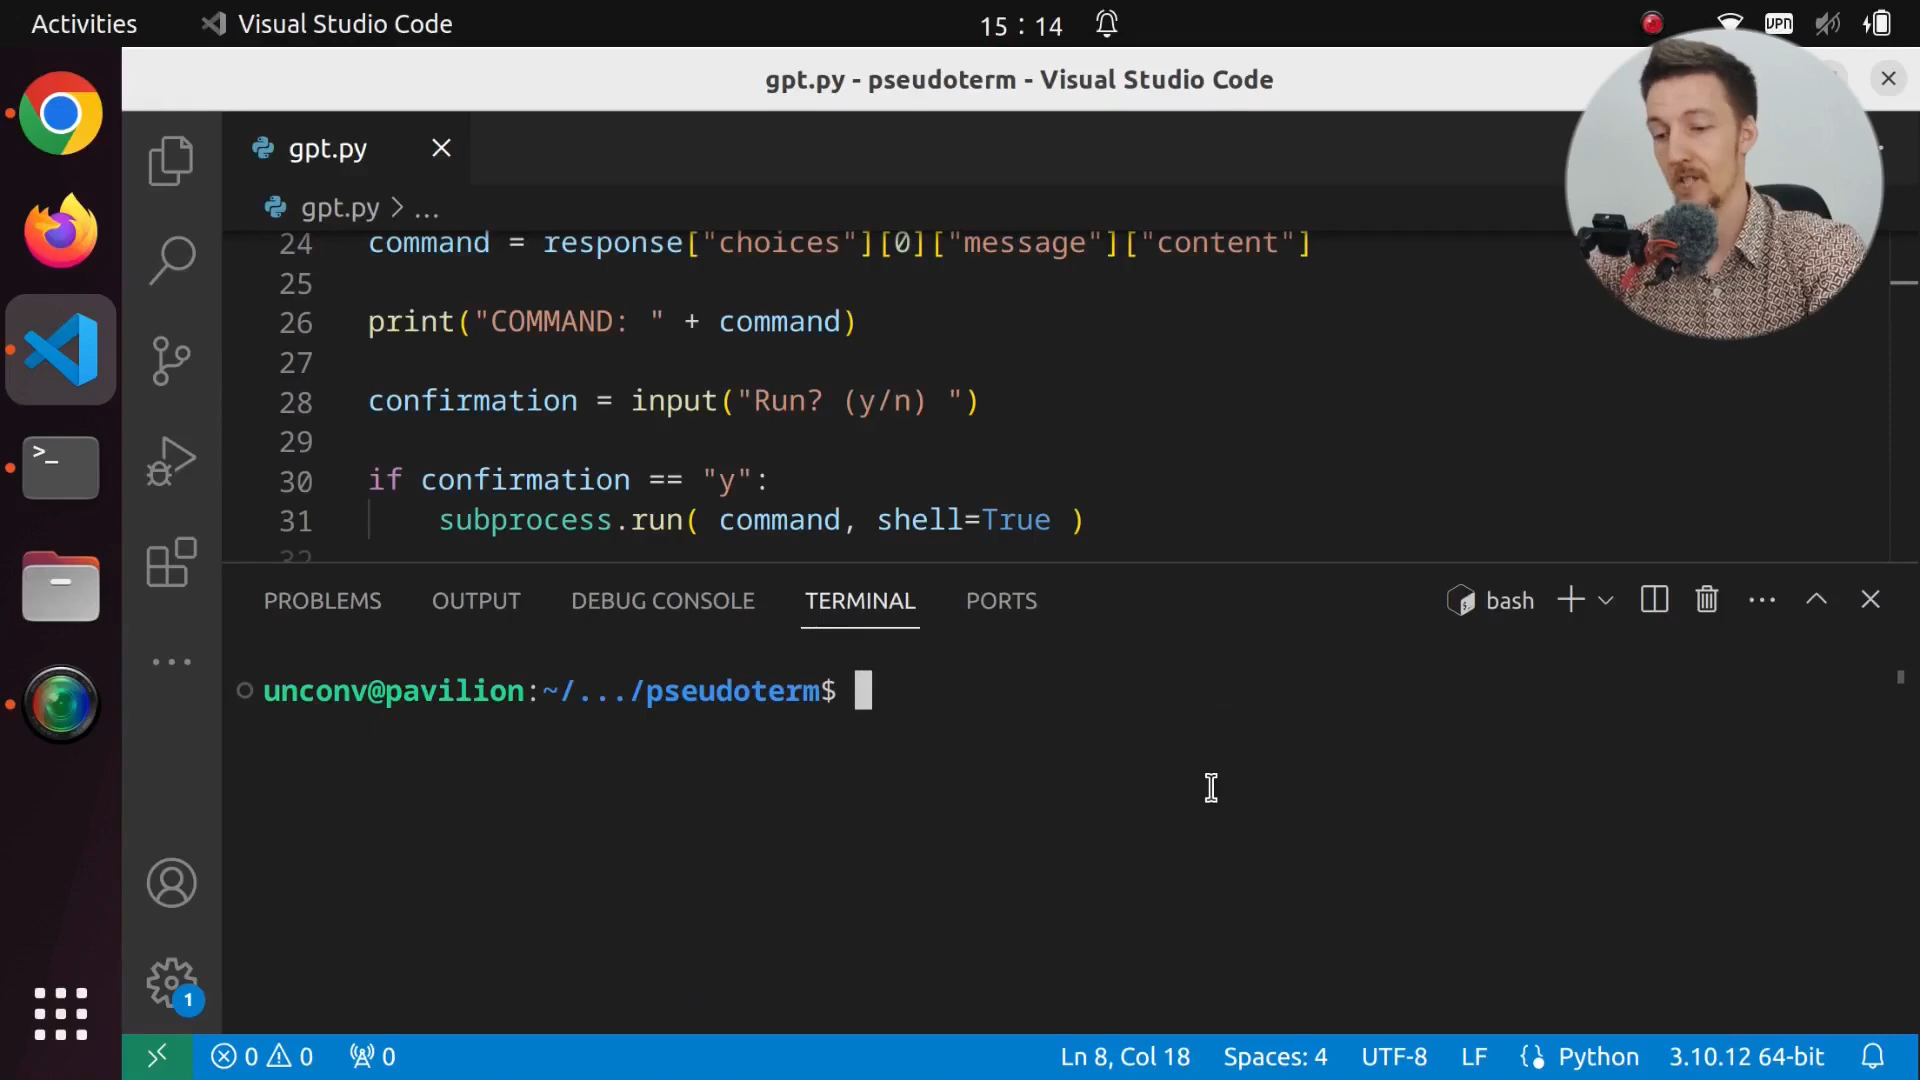 Activities
Visual Studio Code
15 : 14
VPN
gpt.py - pseudoterm - Visual Studio Code
gpt.py
gpt.py > ...
24 command = response["choices"][0]["message"]["content"]
25
26 print("COMMAND: " + command)
27
28 confirmation = input("Run? (y/n) ")
29
30 if confirmation == "y":
31 subprocess.run( command, shell=True )
32
PROBLEMS OUTPUT DEBUG CONSOLE TERMINAL PORTS
bash
unconv@pavilion:~/.../pseudoterm$
1
0 0 0
Ln 8, Col 18 Spaces: 4 UTF-8 LF Python 3.10.12 64-bit